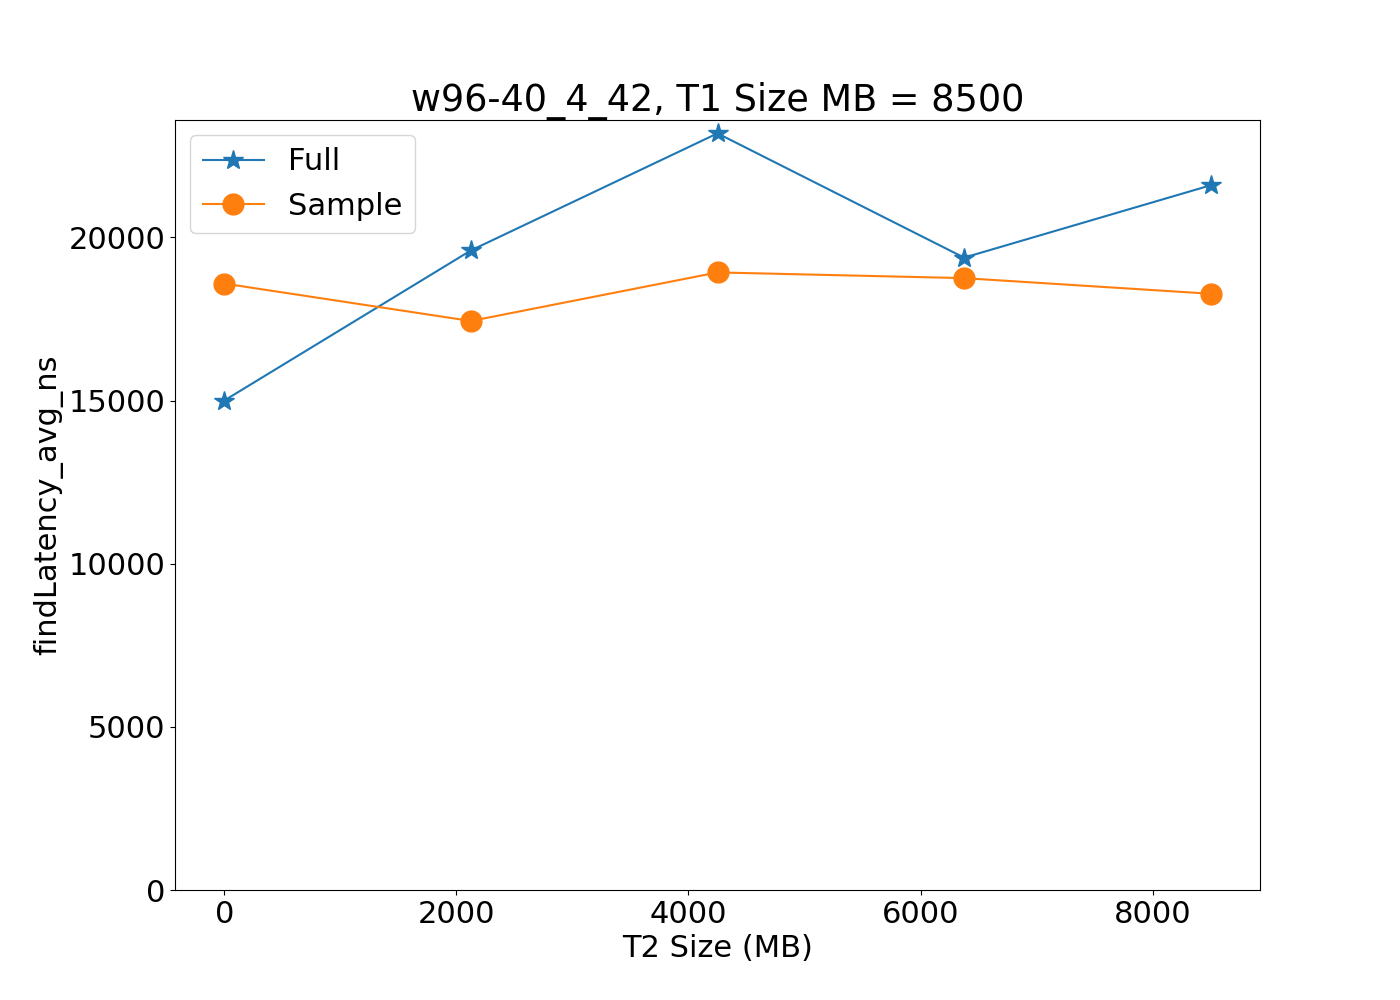 w96-40_4_42, T1 Size MB = 8500
Full
Sample
findLatency_avg_ns
20000
15000
10000
5000
0
0 2000 4000 6000 8000
T2 Size (MB)